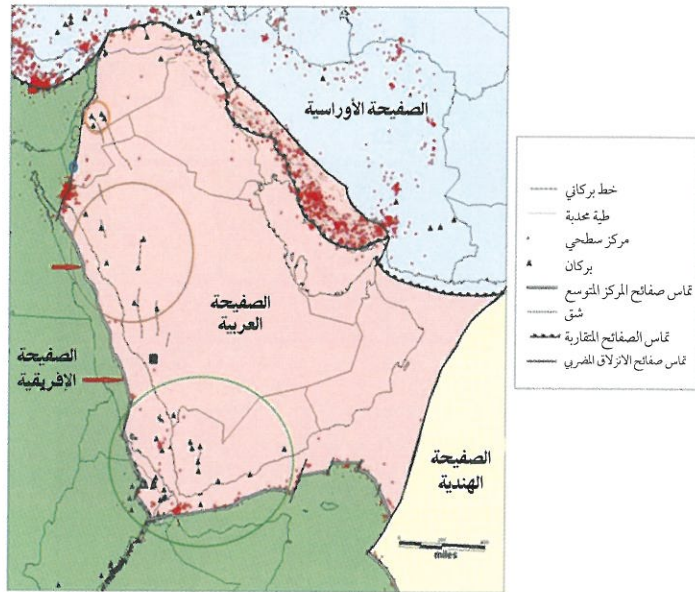 الصفيحة الأوراسية
الصفيحة
العربية
الصفيحة
الإفريقية
الصفيحة
الهندية
miles
خط بركاني
طية محدبة
مركز سطحي
بركان
تماس صفائح المركز المتوسع
شق
تماس الصفائح المتقاربة
تماس صفائح الانزلاق المضربي